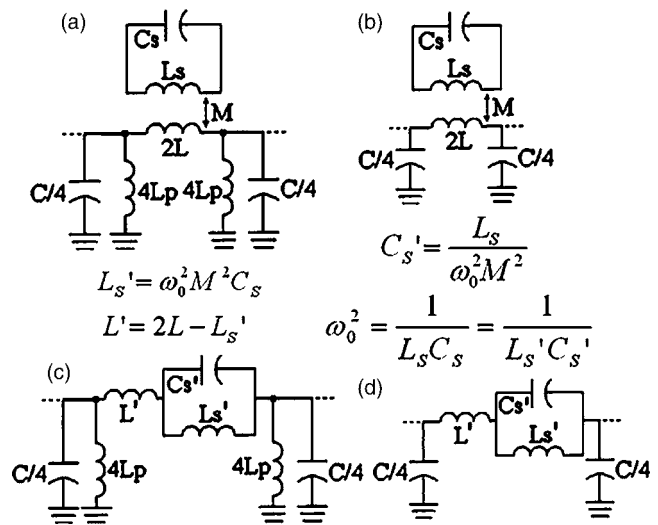 (a)
Cs
Ls
M
2L
C/4
4Lp
4Lp
C/4
(b)
Cs
Ls
M
2L
C/4
C/4
Ls' = ω₀²M²Cs
L' = 2L − Ls'
Cs' = Ls / ω₀²M²
ω₀² = 1 / LsCs = 1 / Ls'Cs'
(c)
Cs'
L'
Ls'
C/4
4Lp
4Lp
C/4
(d)
Cs'
L'
Ls'
C/4
C/4